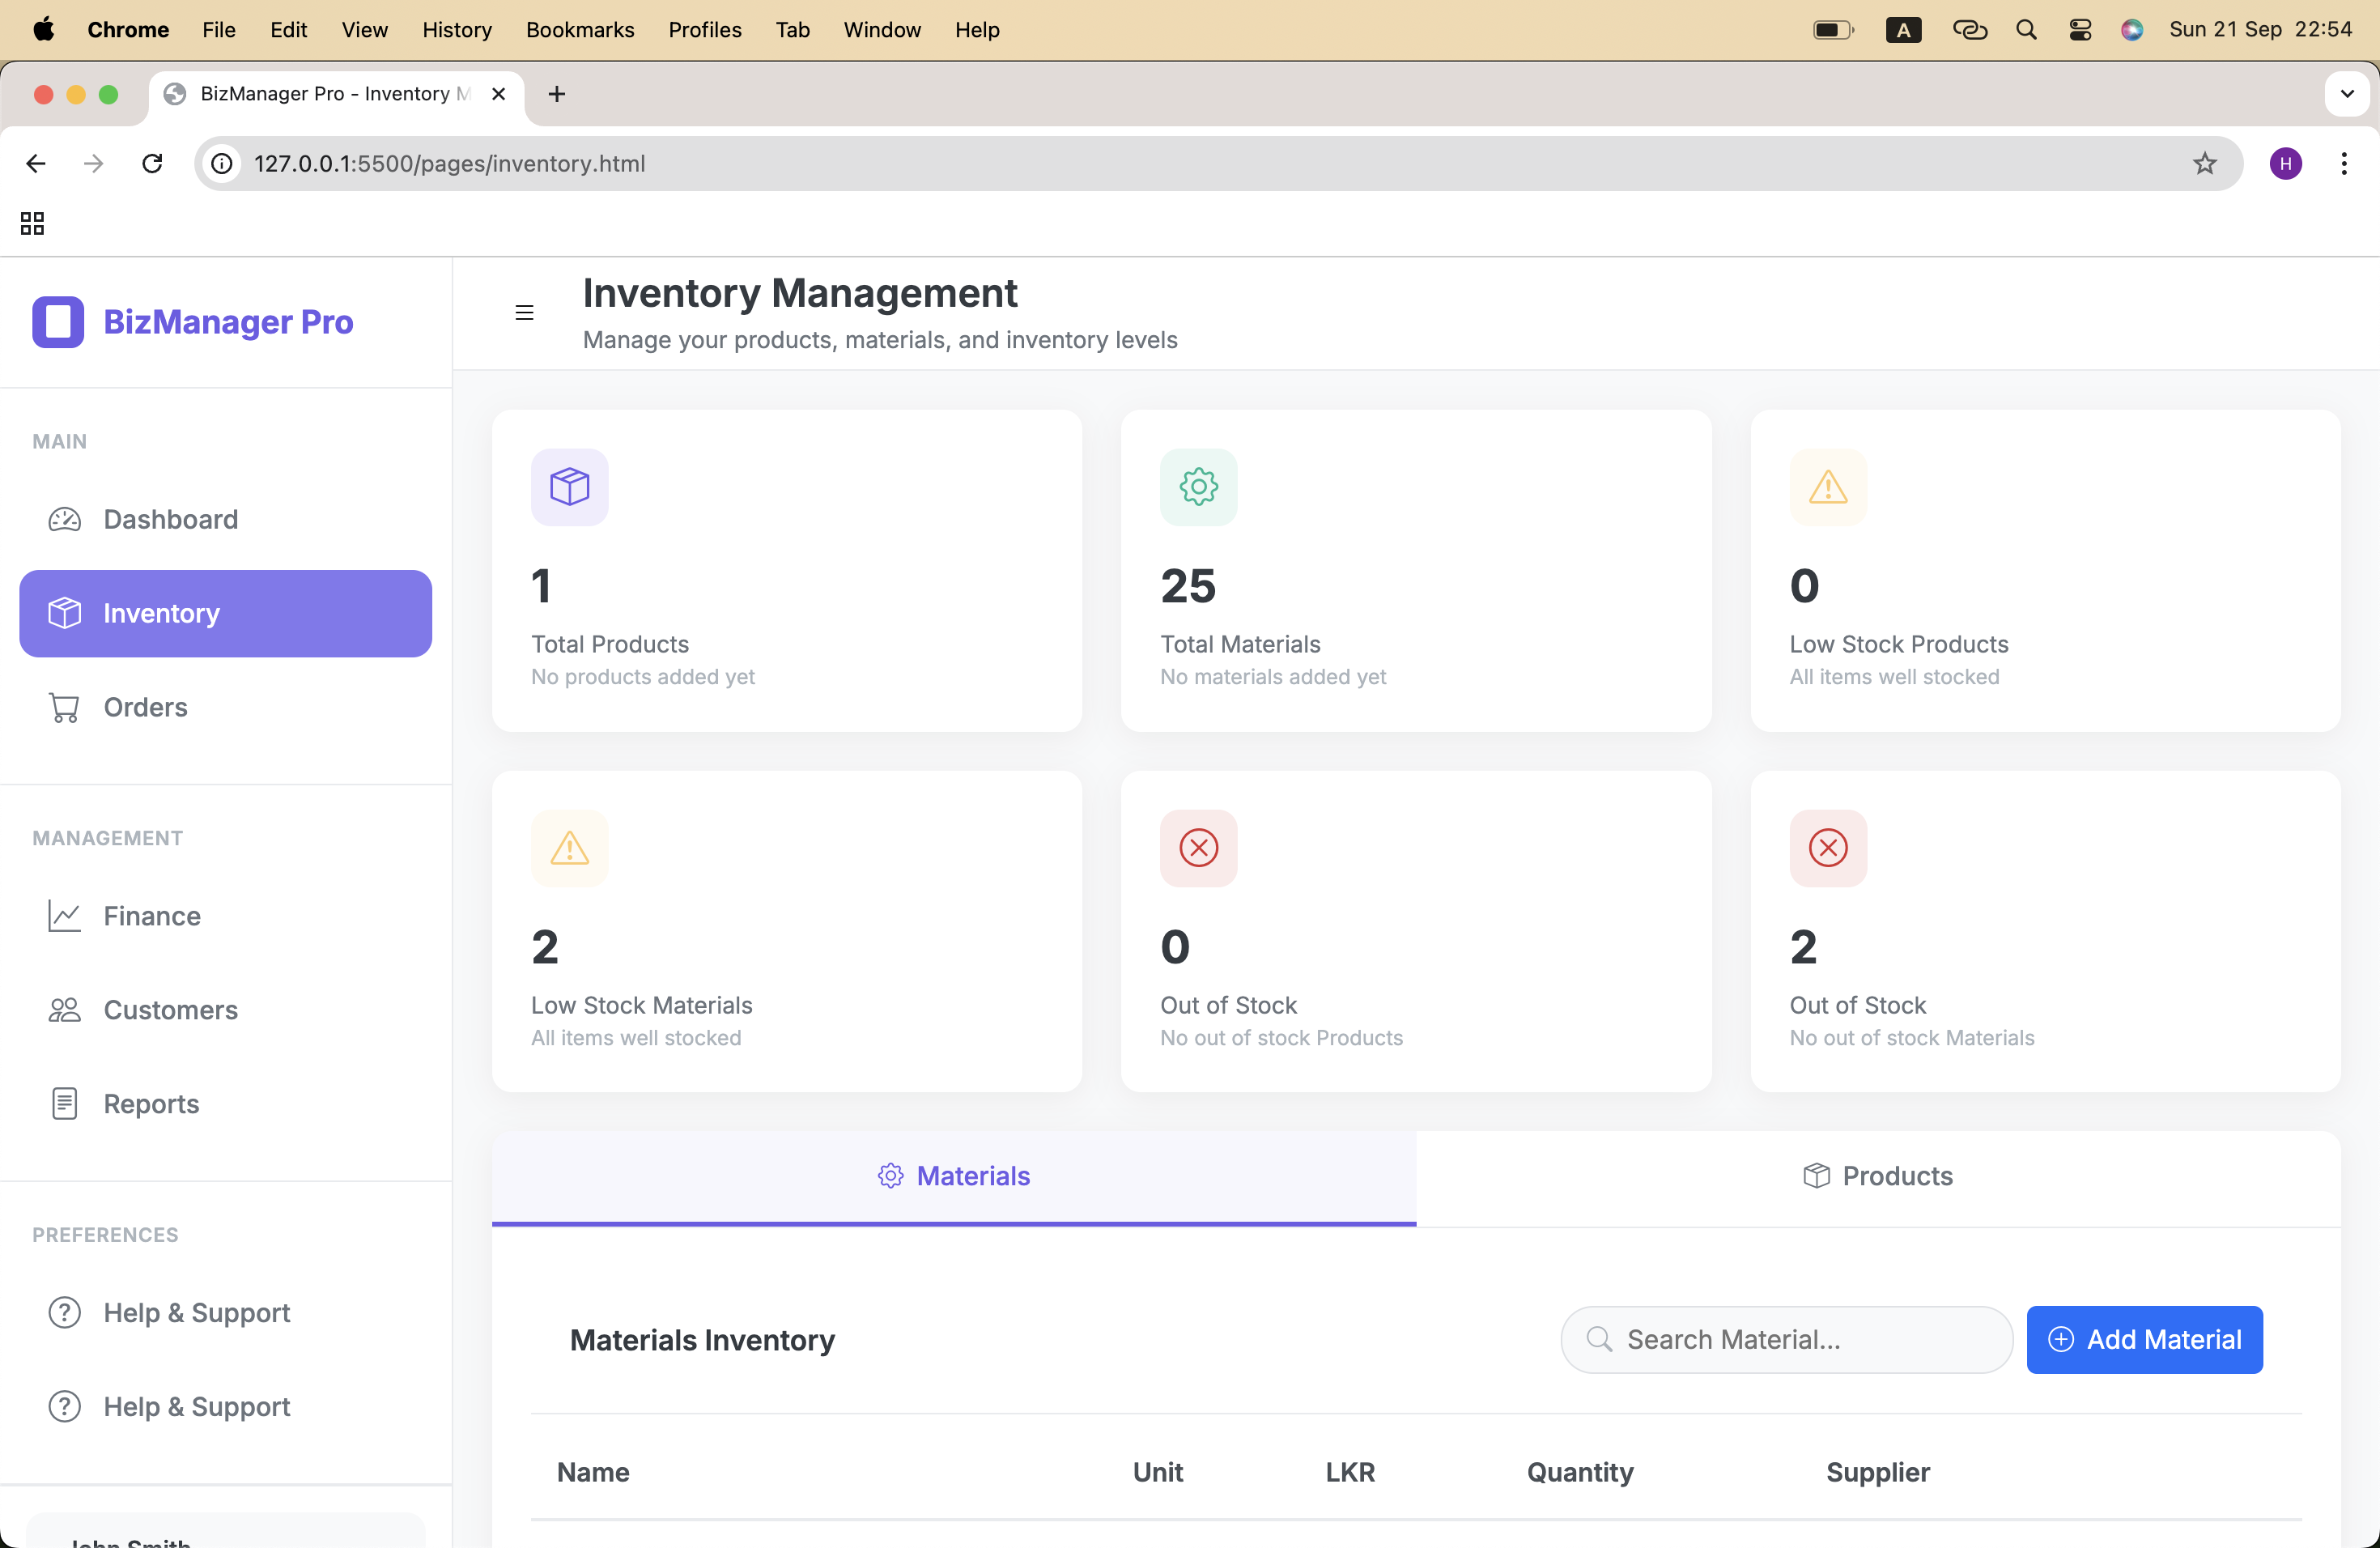 Chrome File Edit View History Bookmarks Profiles Tab Window Help A Sun 21 Sep 22:54
BizManager Pro - Inventory M
127.0.0.1:5500/pages/inventory.html
H
BizManager Pro
MAIN
Dashboard
Inventory
Orders
MANAGEMENT
Finance
Customers
Reports
PREFERENCES
Help & Support
Help & Support
John Smith
Inventory Management
Manage your products, materials, and inventory levels
1
Total Products
No products added yet
25
Total Materials
No materials added yet
0
Low Stock Products
All items well stocked
2
Low Stock Materials
All items well stocked
0
Out of Stock
No out of stock Products
2
Out of Stock
No out of stock Materials
Materials
Products
Materials Inventory
Search Material...
Add Material
Name Unit LKR Quantity Supplier